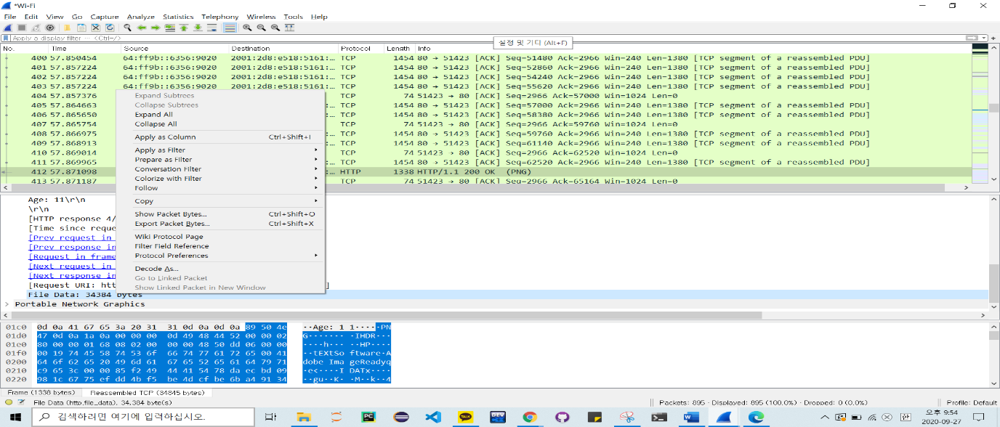 *Wi-Fi
File Edit View Go Capture Analyze Statistics Telephony Wireless Tools Help
Apply a display filter … <Ctrl-/>
설정 및 기타 (Alt+F)
No. Time Source Destination Protocol Length Info
400 57.850454 64:ff9b::6356:9020 2001:2d8:e518:5161:… TCP 1454 80 → 51423 [ACK] Seq=51480 Ack=2966 Win=240 Len=1380 [TCP segment of a reassembled PDU]
401 57.857224 64:ff9b::6356:9020 2001:2d8:e518:5161:… TCP 1454 80 → 51423 [ACK] Seq=52860 Ack=2966 Win=240 Len=1380 [TCP segment of a reassembled PDU]
402 57.857224 64:ff9b::6356:9020 2001:2d8:e518:5161:… TCP 1454 80 → 51423 [ACK] Seq=54240 Ack=2966 Win=240 Len=1380 [TCP segment of a reassembled PDU]
403 57.857224 64:ff9b::6356:9020 2001:2d8:e518:5161:… TCP 1454 80 → 51423 [ACK] Seq=55620 Ack=2966 Win=240 Len=1380 [TCP segment of a reassembled PDU]
404 57.857376 :… TCP 74 51423 → 80 [ACK] Seq=2966 Ack=57000 Win=1024 Len=0
405 57.864663 :… TCP 1454 80 → 51423 [ACK] Seq=57000 Ack=2966 Win=240 Len=1380 [TCP segment of a reassembled PDU]
406 57.865650 :… TCP 1454 80 → 51423 [ACK] Seq=58380 Ack=2966 Win=240 Len=1380 [TCP segment of a reassembled PDU]
407 57.865754 :… TCP 74 51423 → 80 [ACK] Seq=2966 Ack=59760 Win=1024 Len=0
408 57.866975 :… TCP 1454 80 → 51423 [ACK] Seq=59760 Ack=2966 Win=240 Len=1380 [TCP segment of a reassembled PDU]
409 57.868913 :… TCP 1454 80 → 51423 [ACK] Seq=61140 Ack=2966 Win=240 Len=1380 [TCP segment of a reassembled PDU]
410 57.869014 :… TCP 74 51423 → 80 [ACK] Seq=2966 Ack=62520 Win=1024 Len=0
411 57.869965 :… TCP 1454 80 → 51423 [ACK] Seq=62520 Ack=2966 Win=240 Len=1380 [TCP segment of a reassembled PDU]
412 57.871098 :… HTTP 1338 HTTP/1.1 200 OK (PNG)
413 57.871187 :… TCP 74 51423 → 80 [ACK] Seq=2966 Ack=65164 Win=1024 Len=0
Expand Subtrees
Collapse Subtrees
Expand All
Collapse All
Apply as Column Ctrl+Shift+I
Apply as Filter
Prepare as Filter
Conversation Filter
Colorize with Filter
Follow
Copy
Show Packet Bytes... Ctrl+Shift+O
Export Packet Bytes... Ctrl+Shift+X
Wiki Protocol Page
Filter Field Reference
Protocol Preferences
Decode As...
Go to Linked Packet
Show Linked Packet in New Window
Age: 11\r\n
\r\n
[HTTP response 4/
[Time since reque
[Prev request in
[Prev response in
[Request in frame
[Next request in
[Next response in
[Request URI: htt ]
File Data: 34384 bytes
Portable Network Graphics
01c0 0d 0a 41 67 65 3a 20 31 31 0d 0a 0d 0a 89 50 4e ··Age: 1 1·····PN
01d0 47 0d 0a 1a 0a 00 00 00 0d 49 48 44 52 00 00 02 G······· ·IHDR···
01e0 80 00 00 01 68 08 02 00 00 00 48 50 dd 06 00 00 ····h··· ··HP····
01f0 00 19 74 45 58 74 53 6f 66 74 77 61 72 65 00 41 ··tEXtSo ftware·A
0200 64 6f 62 65 20 49 6d 61 67 65 52 65 61 64 79 71 dobe Ima geReadyq
0210 c9 65 3c 00 00 85 f2 49 44 41 54 78 da ec bd 09 ·e<····I DATx····
0220 98 1c 67 75 ef dd 4b f5 be 4d cf be 6b a4 91 34 ··gu··K· ·M··k··4
Frame (1338 bytes) Reassembled TCP (34845 bytes)
File Data (http.file_data), 34,384 byte(s) Packets: 895 · Displayed: 895 (100.0%) · Dropped: 0 (0.0%) Profile: Default
검색하려면 여기에 입력하십시오.
PC
TALK
DEV
W
한
오후 9:54
2020-09-27